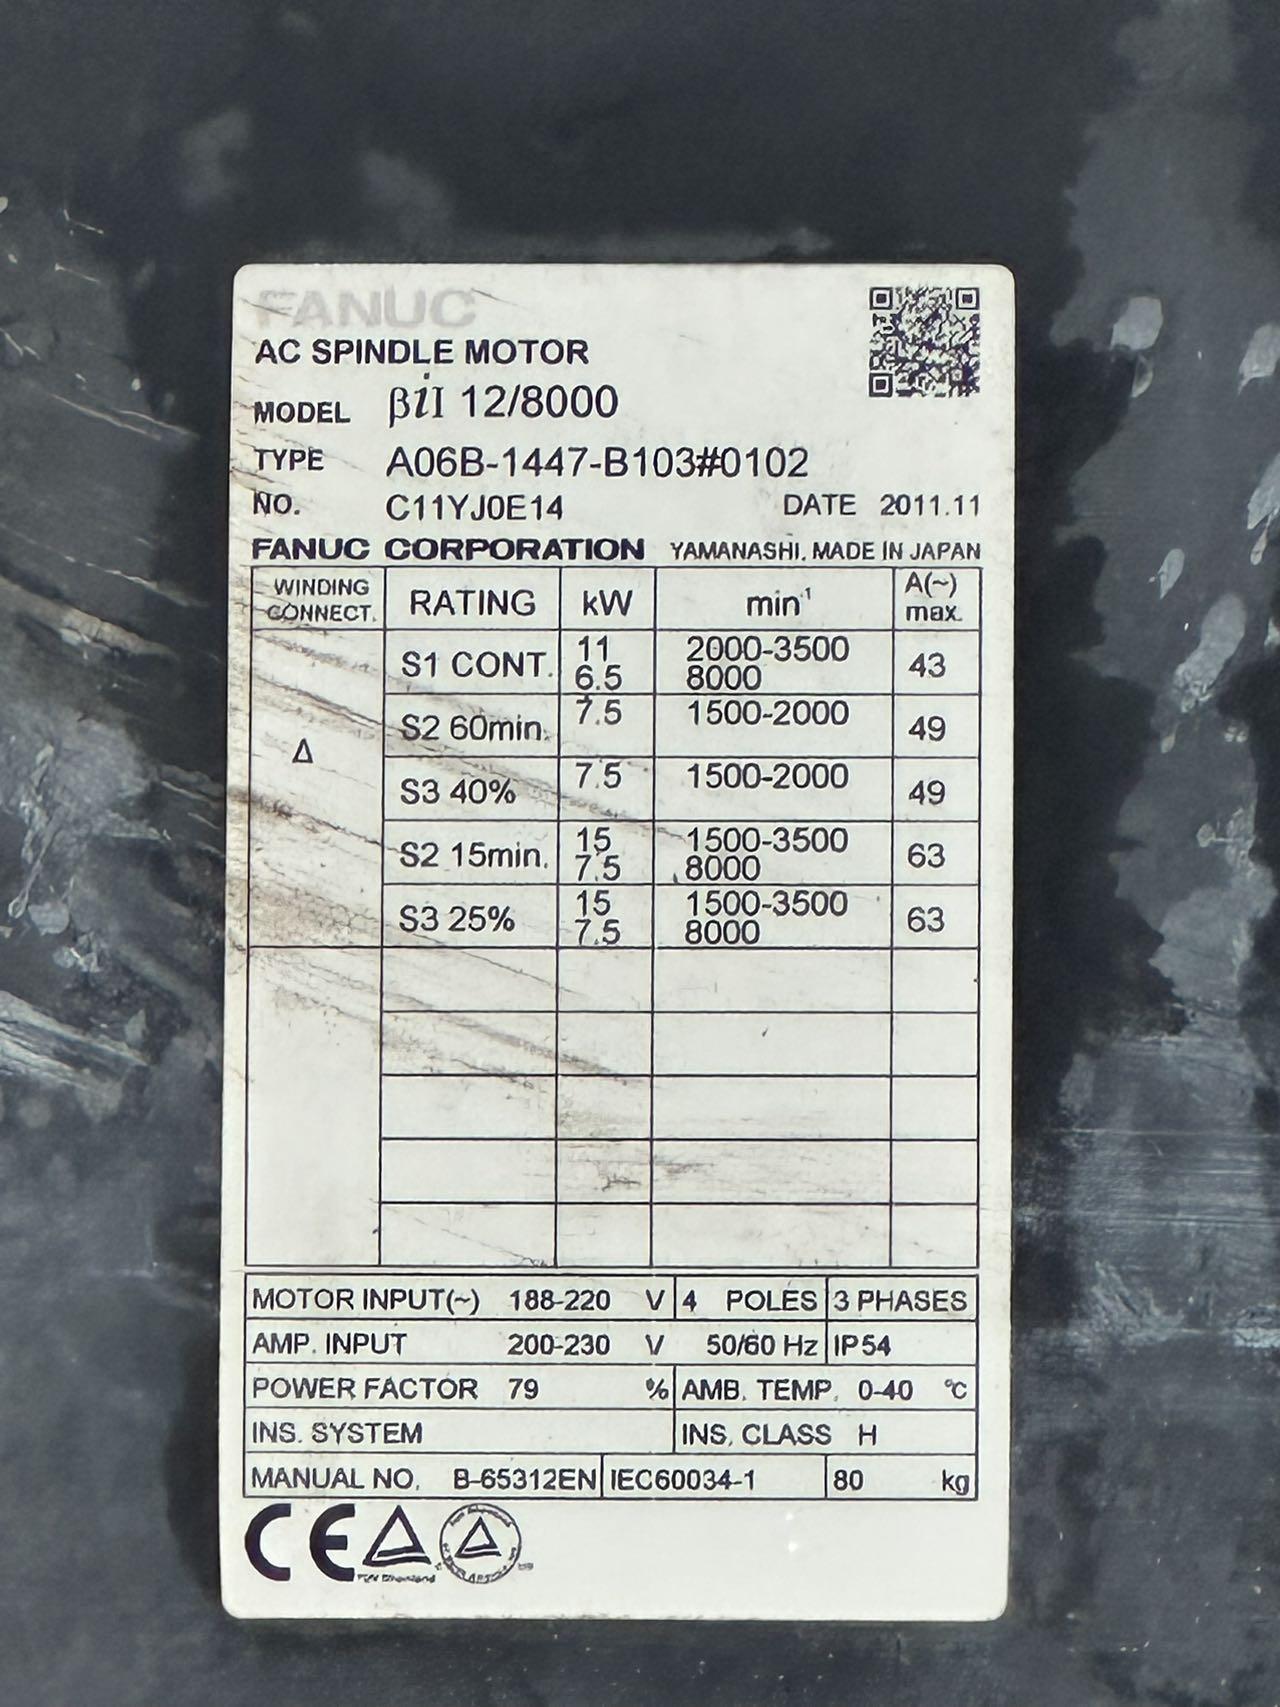 FANUC
AC SPINDLE MOTOR
MODEL βiI 12/8000
TYPE A06B-1447-B103#0102
NO. C11YJ0E14 DATE 2011.11
FANUC CORPORATION YAMANASHI, MADE IN JAPAN
WINDING CONNECT. RATING kW min⁻¹ A(~) max.
Δ
S1 CONT. 11 2000-3500 43
6.5 8000
S2 60min. 7.5 1500-2000 49
S3 40% 7.5 1500-2000 49
S2 15min. 15 1500-3500 63
7.5 8000
S3 25% 15 1500-3500 63
7.5 8000
MOTOR INPUT(~) 188-220 V 4 POLES 3 PHASES
AMP. INPUT 200-230 V 50/60 Hz IP54
POWER FACTOR 79 % AMB. TEMP. 0-40 °C
INS. SYSTEM INS. CLASS H
MANUAL NO. B-65312EN IEC60034-1 80 kg
CE